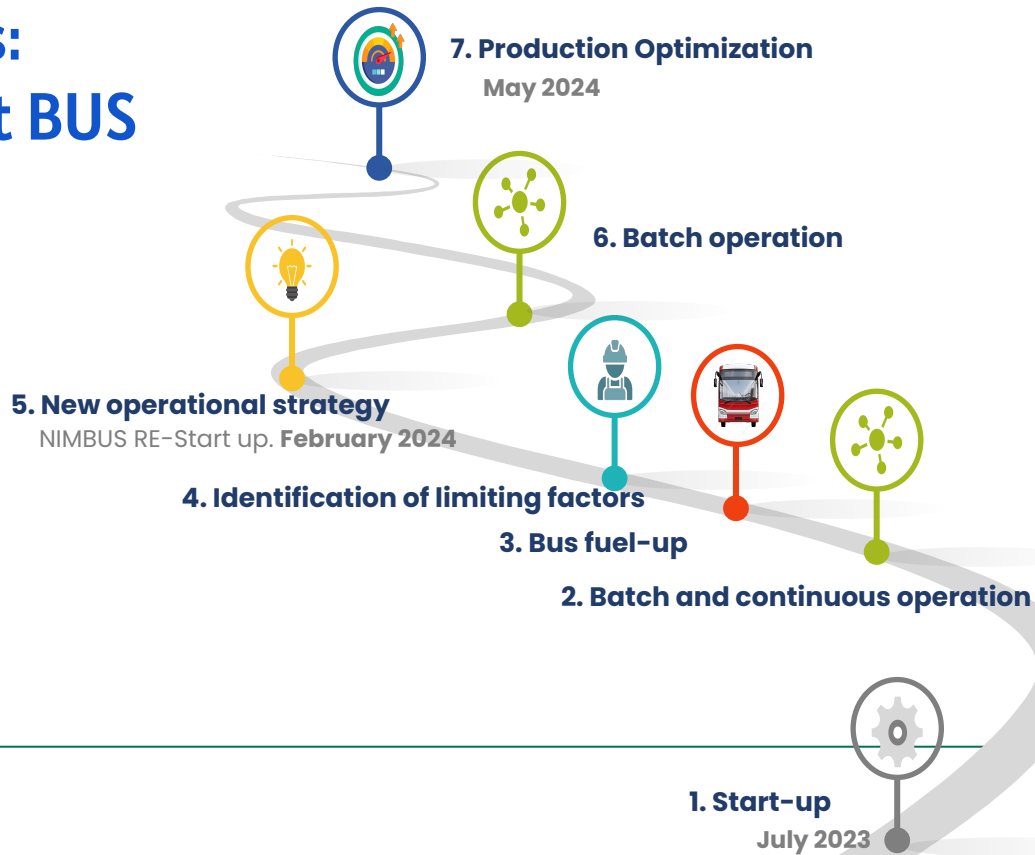 s:
t BUS
7. Production Optimization
May 2024
6. Batch operation
5. New operational strategy
NIMBUS RE-Start up. February 2024
4. Identification of limiting factors
3. Bus fuel-up
2. Batch and continuous operation
1. Start-up
July 2023